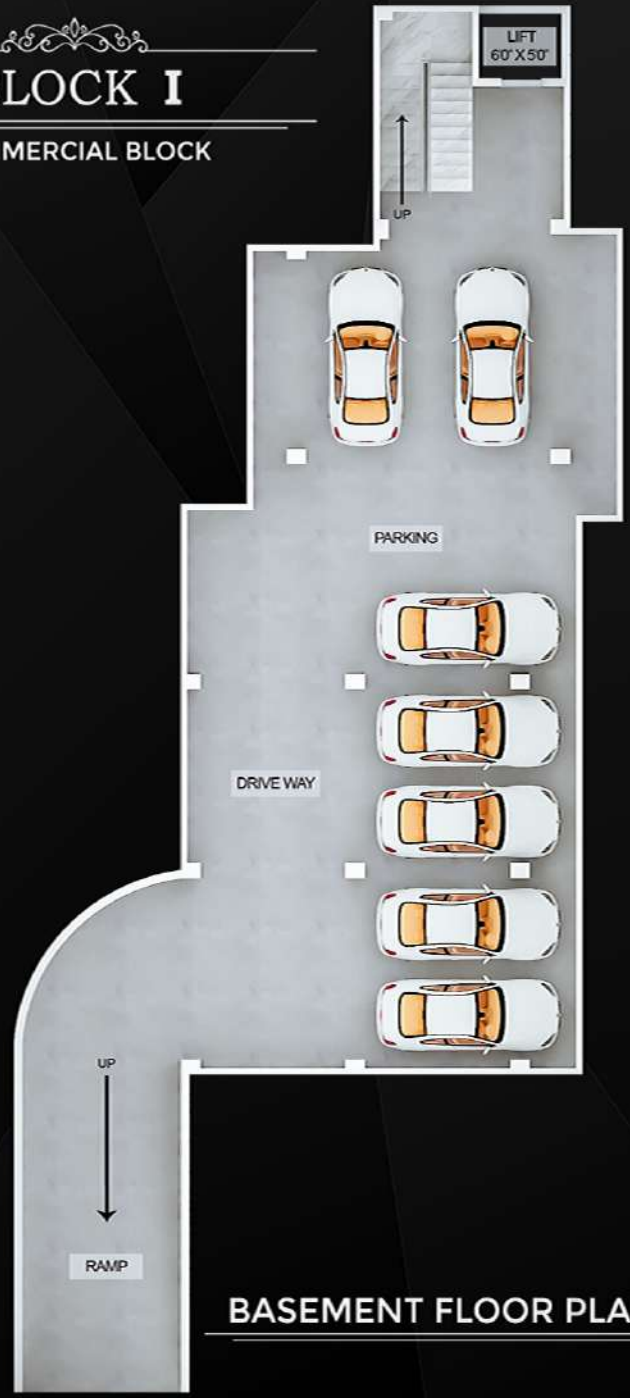 LOCK I
MERCIAL BLOCK
LIFT
6'0" X 5'0"
UP
PARKING
DRIVE WAY
UP
RAMP
BASEMENT FLOOR PLA